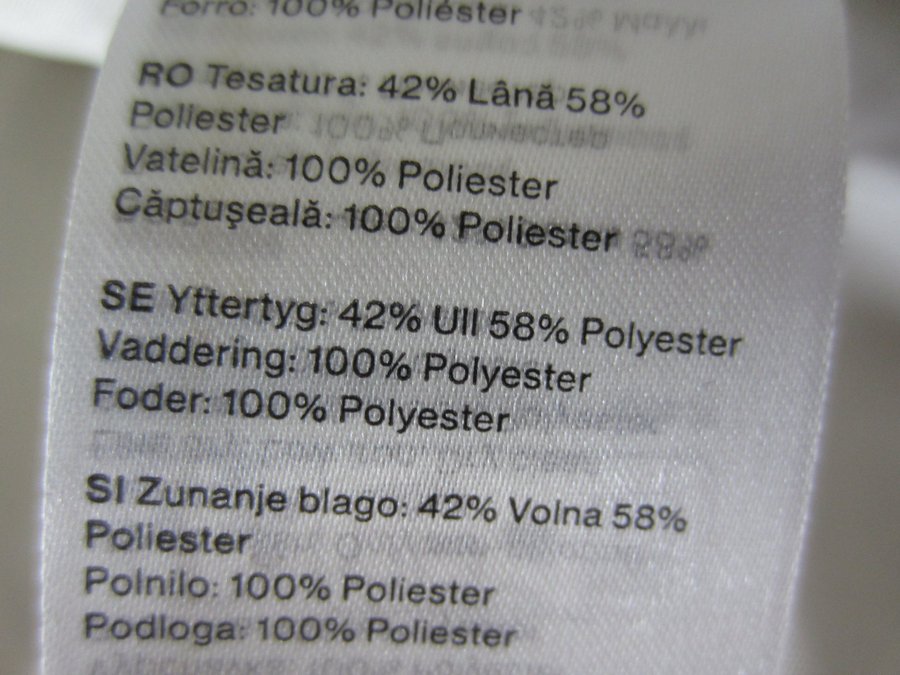 Forro: 100% Poliéster
RO Tesatura: 42% Lână 58%
Poliester
Vatelină: 100% Poliester
Căptuşeală: 100% Poliester
SE Yttertyg: 42% Ull 58% Polyester
Vaddering: 100% Polyester
Foder: 100% Polyester
SI Zunanje blago: 42% Volna 58%
Poliester
Polnilo: 100% Poliester
Podloga: 100% Poliester